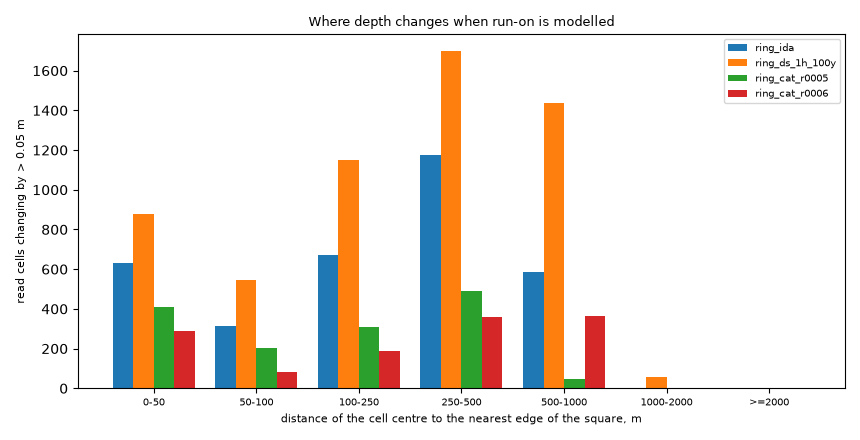 Where depth changes when run-on is modelled
ring_ida
ring_ds_1h_100y
ring_cat_r0005
ring_cat_r0006
read cells changing by > 0.05 m
1600
1400
1200
1000
800
600
400
200
0
0-50 50-100 100-250 250-500 500-1000 1000-2000 >=2000
distance of the cell centre to the nearest edge of the square, m